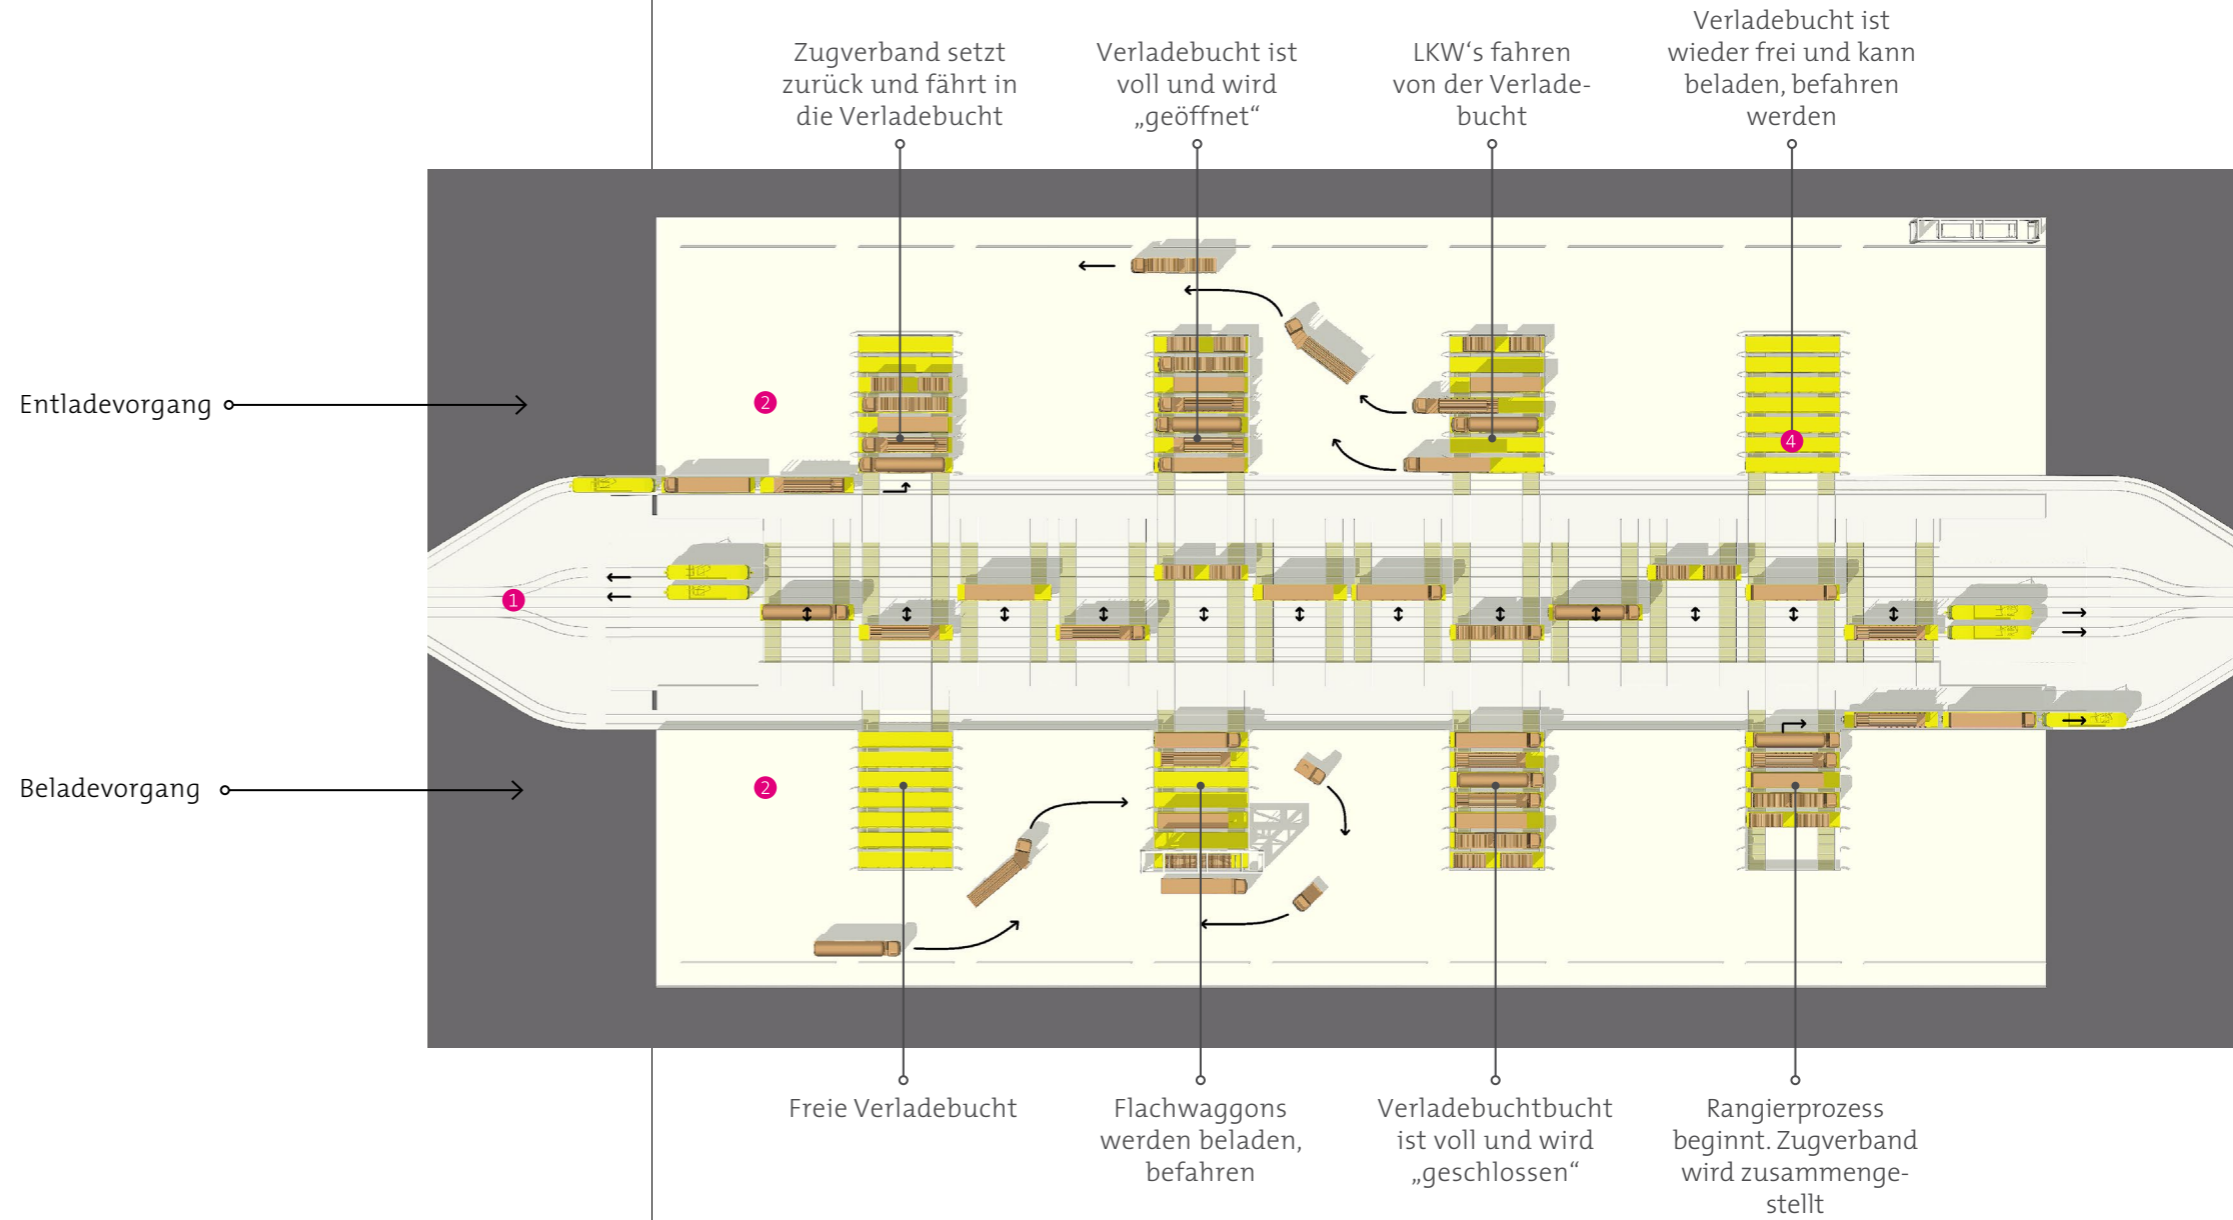 Zugverband setzt
zurück und fährt in
die Verladebucht
Verladebucht ist
voll und wird
„geöffnet“
LKW‘s fahren
von der Verlade-
bucht
Verladebucht ist
wieder frei und kann
beladen, befahren
werden
Entladevorgang
2
4
1
Beladevorgang
2
Freie Verladebucht
Flachwaggons
werden beladen,
befahren
Verladebuchtbucht
ist voll und wird
„geschlossen“
Rangierprozess
beginnt. Zugverband
wird zusammenge-
stellt